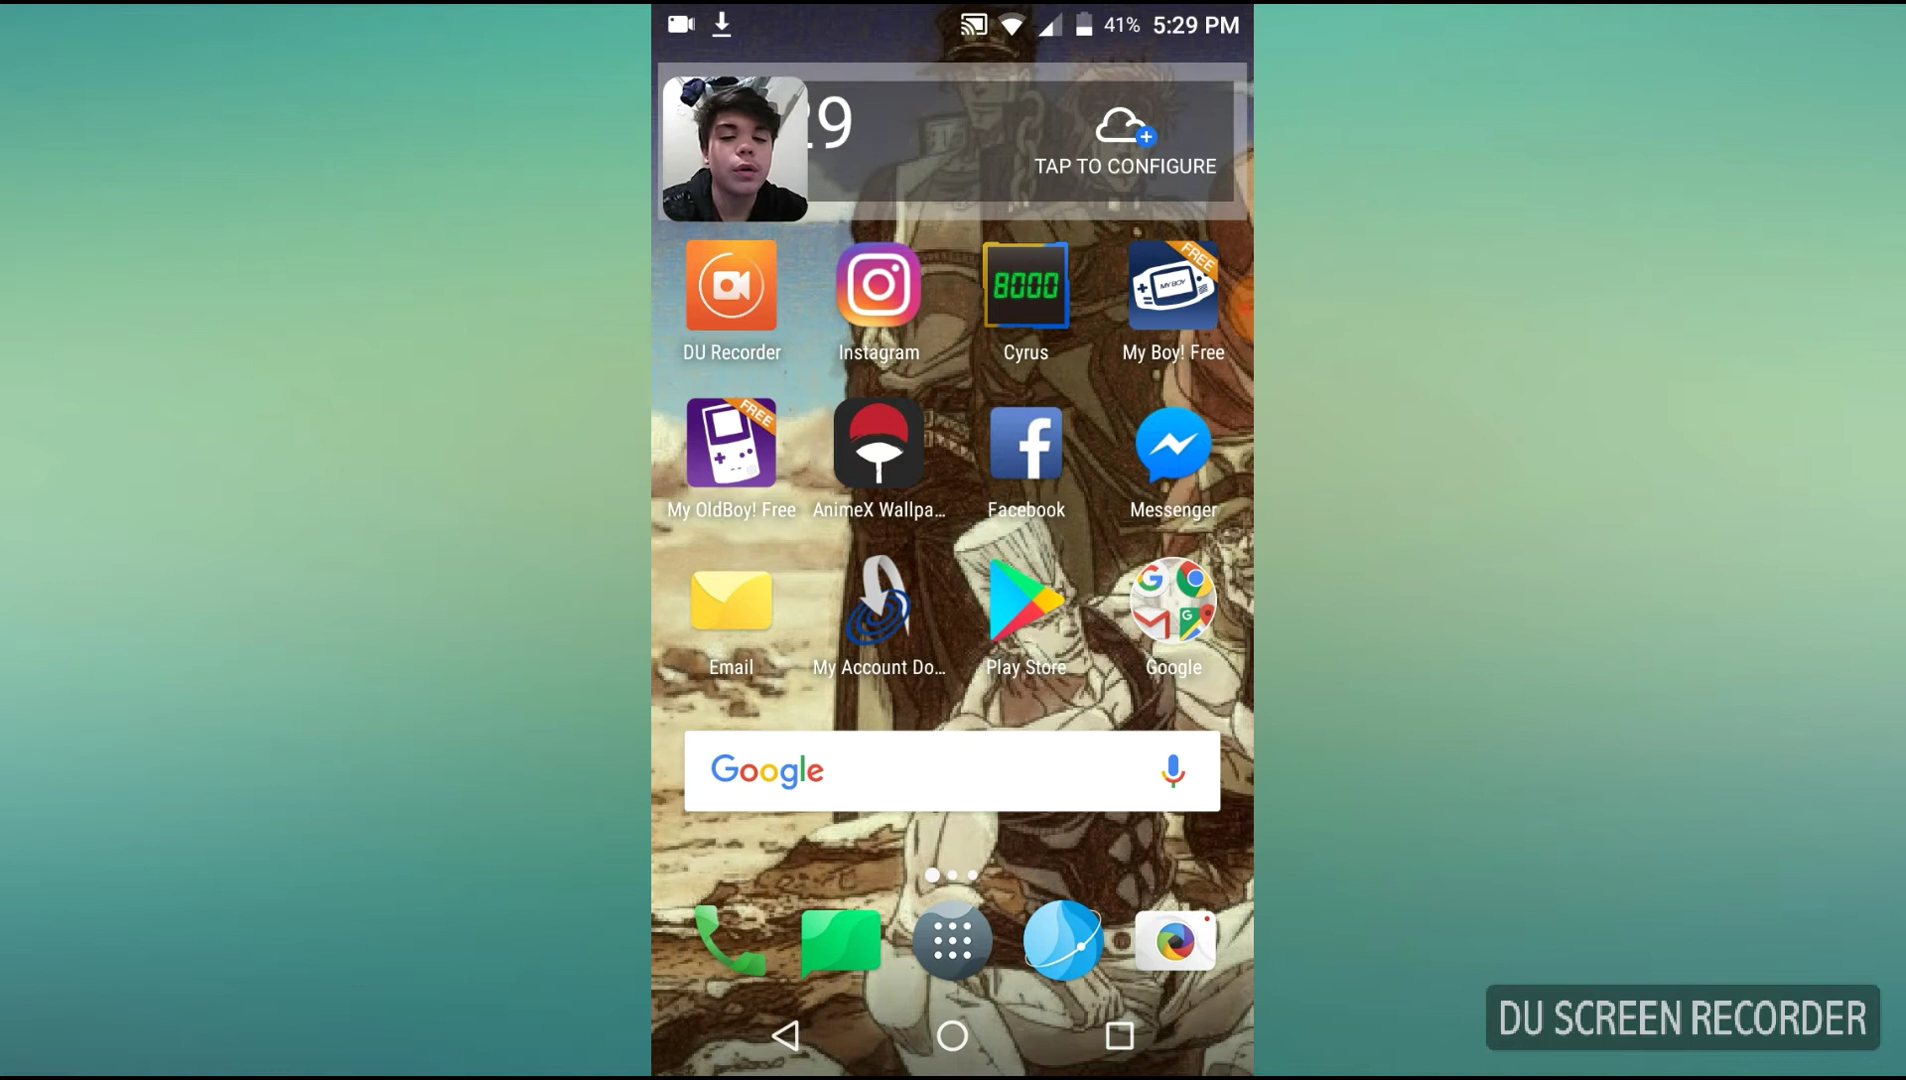 41% 5:29 PM
29
TAP TO CONFIGURE
8000
FREE
MY BOY!
DU Recorder
Instagram
Cyrus
My Boy! Free
FREE
My OldBoy! Free
AnimeX Wallpa...
Facebook
Messenger
Email
My Account Do...
Play Store
Google
Google
DU SCREEN RECORDER